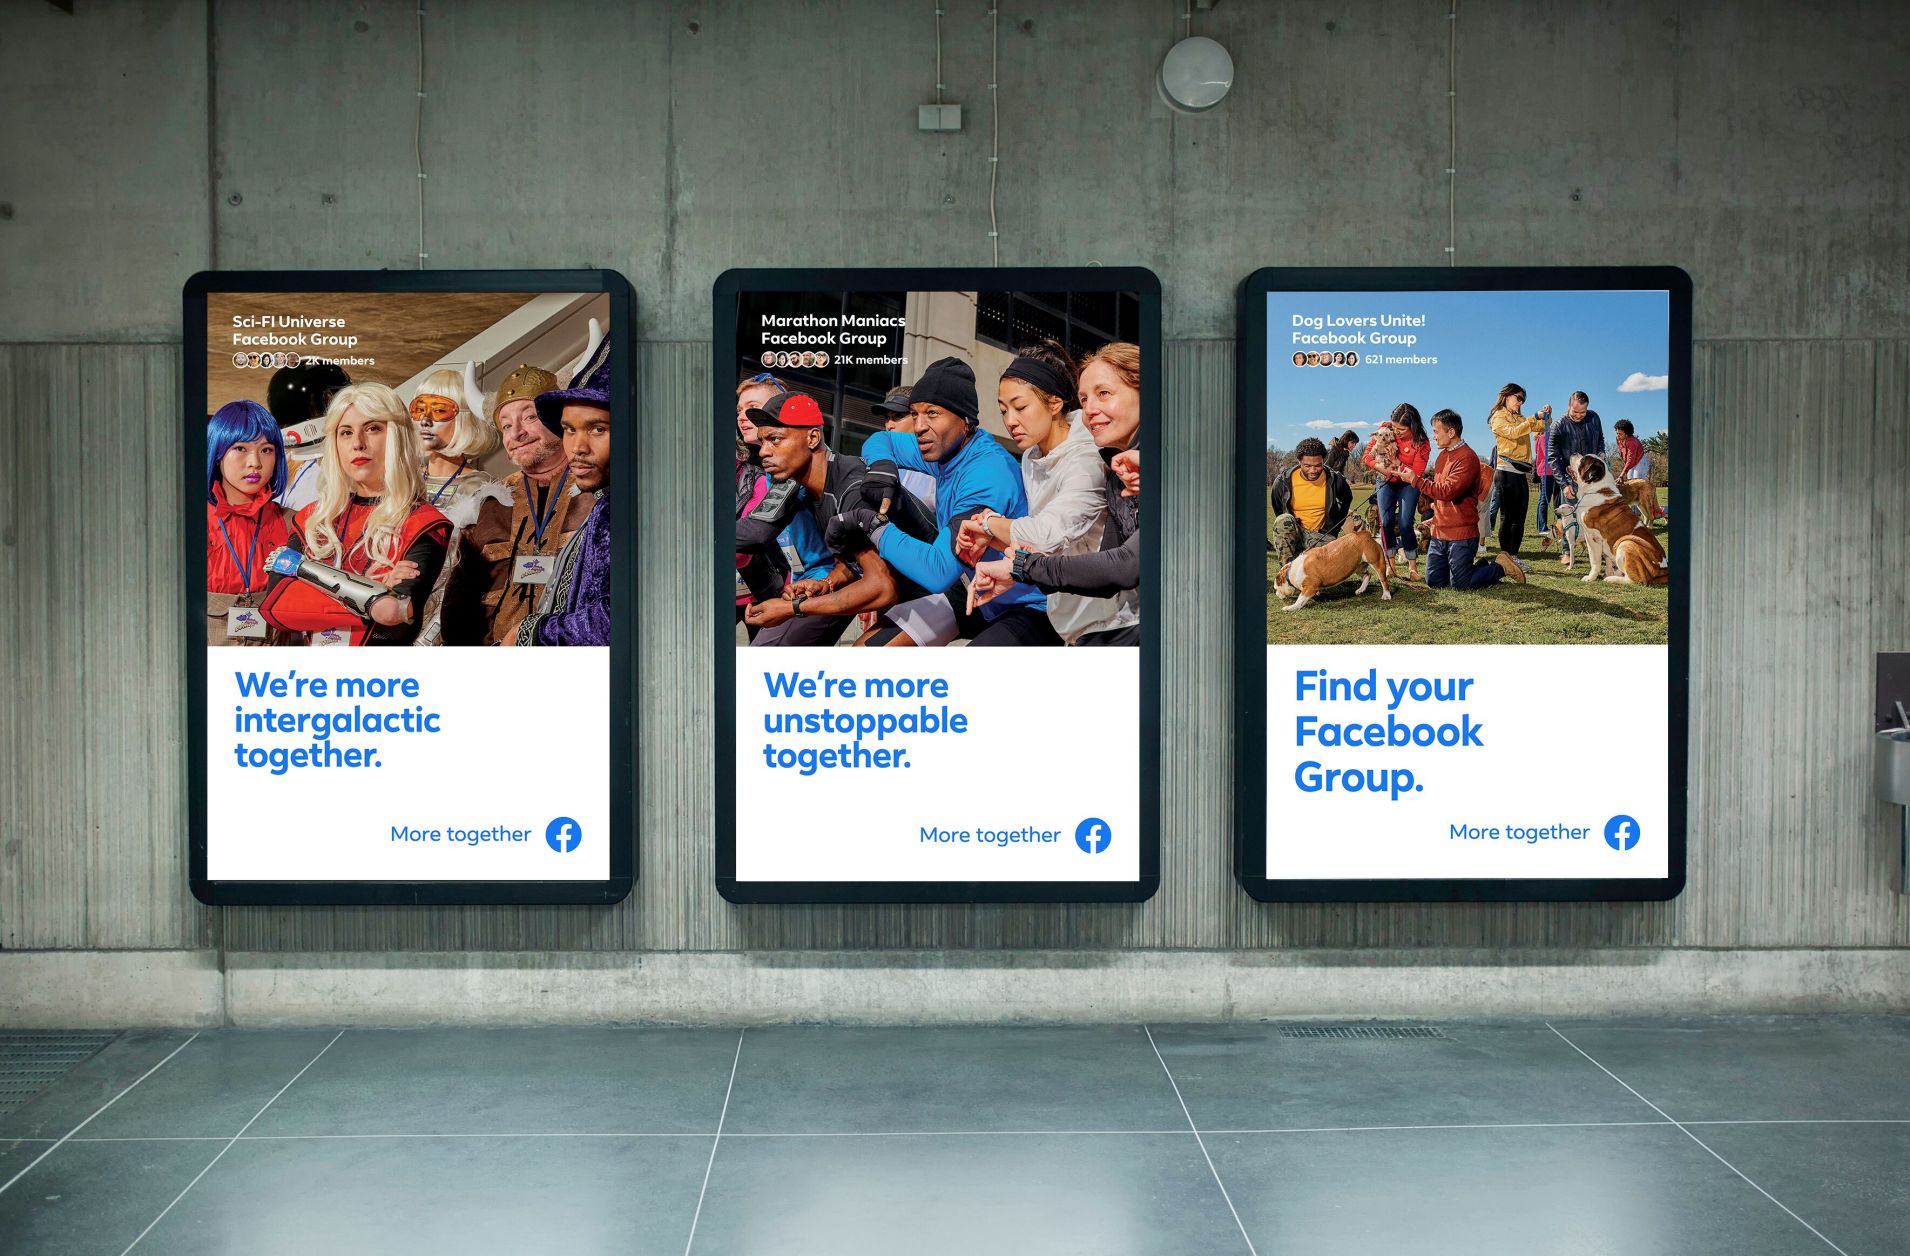 Sci-FI Universe
Facebook Group
2K members
We're more
intergalactic
together.
More together
Marathon Maniacs
Facebook Group
21K members
We're more
unstoppable
together.
More together
Dog Lovers Unite!
Facebook Group
621 members
Find your
Facebook
Group.
More together